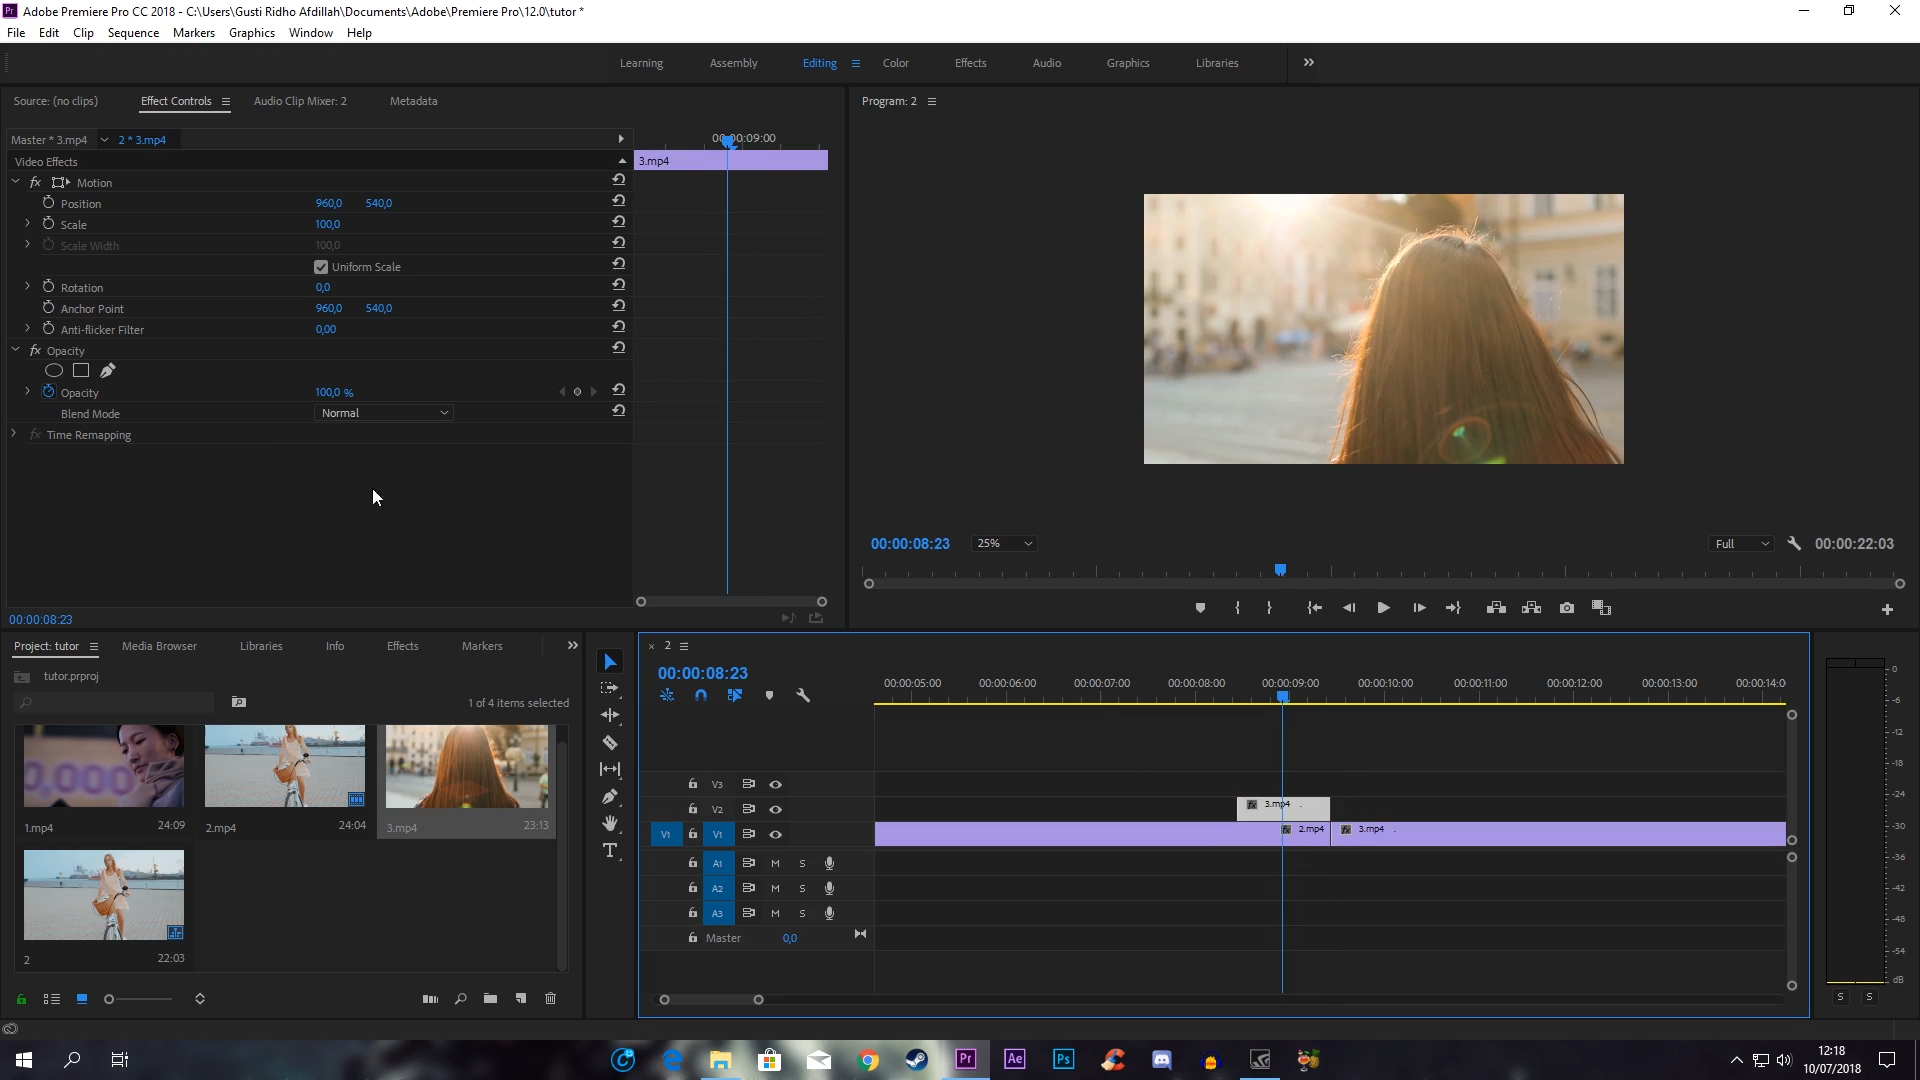 Pr Adobe Premiere Pro CC 2018 - C:\Users\Gusti Ridho Afdillah\Documents\Adobe\Premiere Pro\12.0\tutor *
File Edit Clip Sequence Markers Graphics Window Help
Learning Assembly Editing Color Effects Audio Graphics Libraries
Source: (no clips) Effect Controls Audio Clip Mixer: 2 Metadata
Master * 3.mp4 2 * 3.mp4
Video Effects
fx Motion
Position 960,0 540,0
Scale 100,0
Scale Width 100,0
Uniform Scale
Rotation 0,0
Anchor Point 960,0 540,0
Anti-flicker Filter 0,00
fx Opacity
Opacity 100,0 %
Blend Mode Normal
fx Time Remapping
00:00:09:00
3.mp4
00:00:08:23
Program: 2
00:00:08:23 25% Full 00:00:22:03
Project: tutor Media Browser Libraries Info Effects Markers
tutor.prproj
1 of 4 items selected
1.mp4 24:09
2.mp4 24:04
3.mp4 23:13
2 22:03
2
00:00:08:23
00:00:05:00 00:00:06:00 00:00:07:00 00:00:08:00 00:00:09:00 00:00:10:00 00:00:11:00 00:00:12:00 00:00:13:00 00:00:14:0
V3
V2 fx 3.mp4
V1 V1 fx 2.mp4 fx 3.mp4
A1 M S
A2 M S
A3 M S
Master 0,0
0
-6
-12
-18
-24
-30
-36
-42
-48
-54
dB
S S
Pr Ae Ps
12:18
10/07/2018